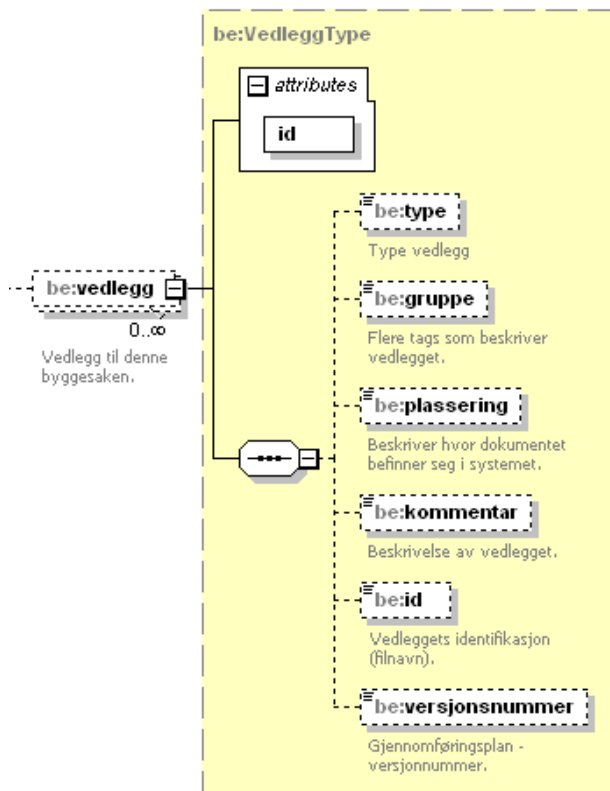 be:VedleggType
attributes
id
be:vedlegg
0..∞
Vedlegg til denne
byggesaken.
be:type
Type vedlegg
be:gruppe
Flere tags som beskriver
vedlegget.
be:plassering
Beskriver hvor dokumentet
befinner seg i systemet.
be:kommentar
Beskrivelse av vedlegget.
be:id
Vedleggets identifikasjon
(filnavn).
be:versjonsnummer
Gjennomføringsplan -
versjonnummer.